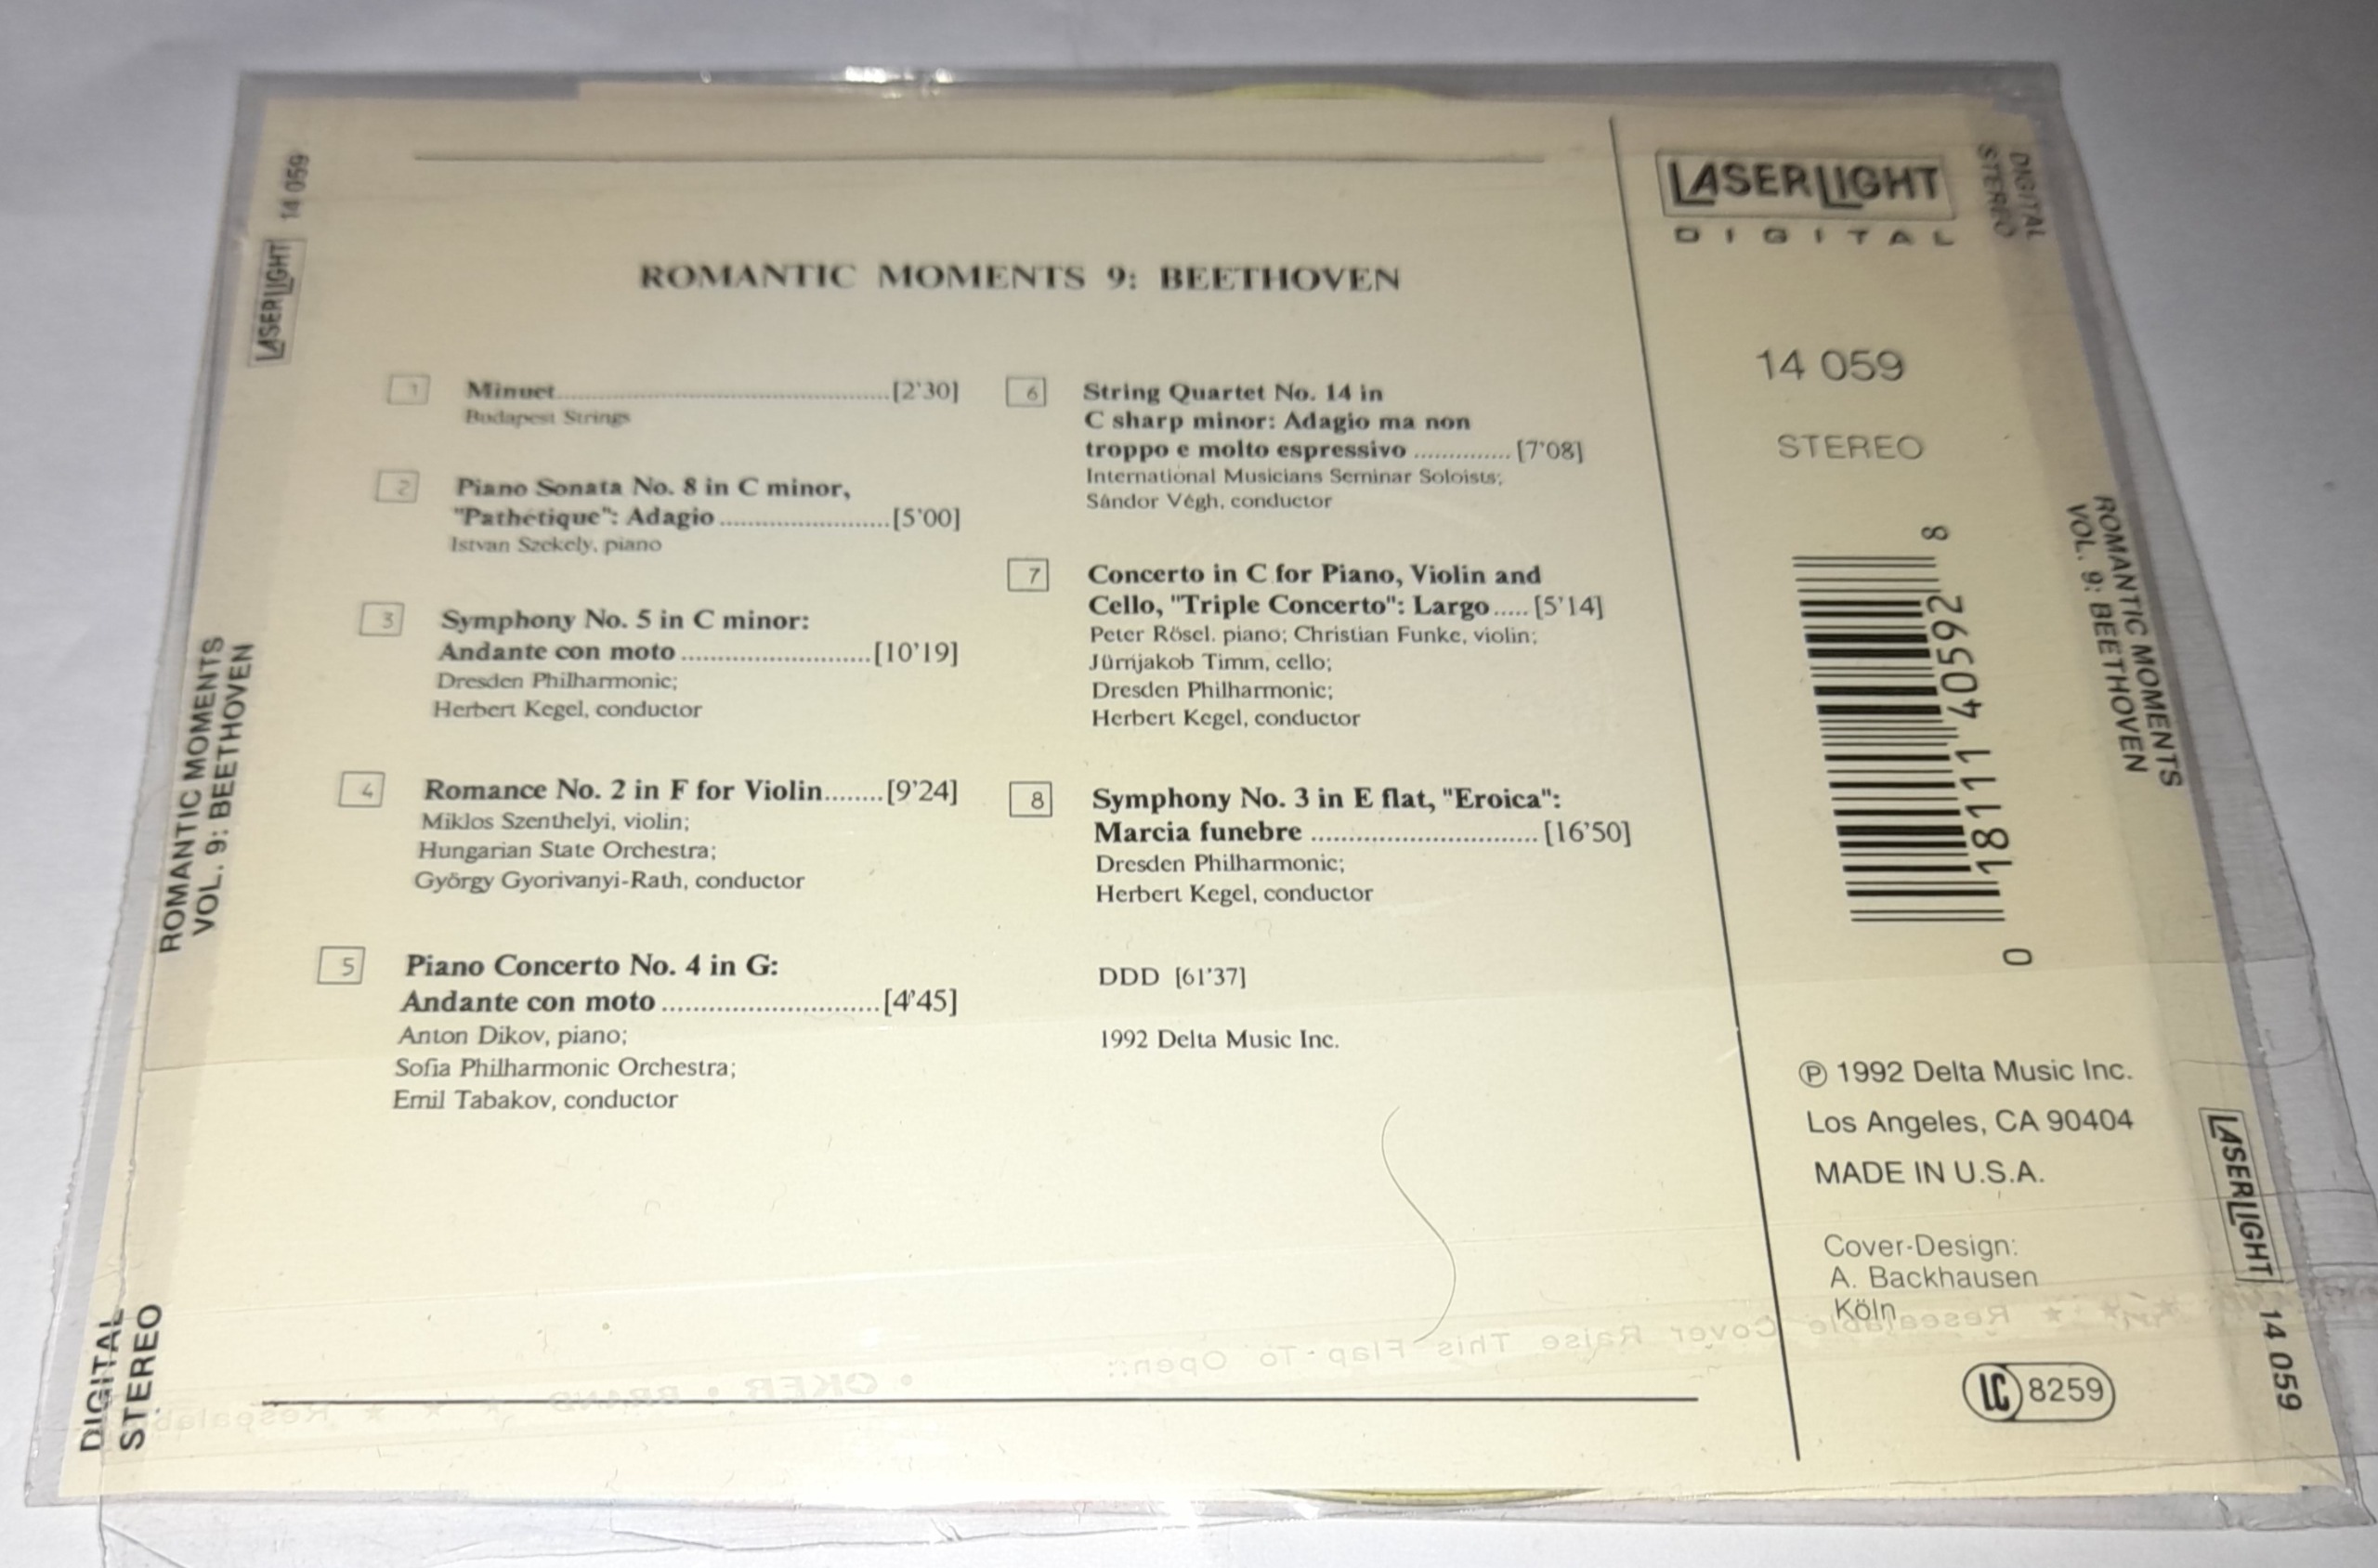 LASERLIGHT 14 059
ROMANTIC MOMENTS
VOL. 9: BEETHOVEN
DIGITAL
STEREO
ROMANTIC MOMENTS 9: BEETHOVEN
1 Minuet.................................................[2'30]
Budapest Strings
2 Piano Sonata No. 8 in C minor,
"Pathetique": Adagio.........................[5'00]
Istvan Szekely, piano
3 Symphony No. 5 in C minor:
Andante con moto...........................[10'19]
Dresden Philharmonic;
Herbert Kegel, conductor
4 Romance No. 2 in F for Violin........[9'24]
Miklos Szenthelyi, violin;
Hungarian State Orchestra;
György Gyorivanyi-Rath, conductor
5 Piano Concerto No. 4 in G:
Andante con moto...........................[4'45]
Anton Dikov, piano;
Sofia Philharmonic Orchestra;
Emil Tabakov, conductor
6 String Quartet No. 14 in
C sharp minor: Adagio ma non
troppo e molto espressivo..............[7'08]
International Musicians Seminar Soloists;
Sándor Végh, conductor
7 Concerto in C for Piano, Violin and
Cello, "Triple Concerto": Largo.....[5'14]
Peter Rösel. piano; Christian Funke, violin;
Jürnjakob Timm, cello;
Dresden Philharmonic;
Herbert Kegel, conductor
8 Symphony No. 3 in E flat, "Eroica":
Marcia funebre.............................[16'50]
Dresden Philharmonic;
Herbert Kegel, conductor
DDD [61'37]
1992 Delta Music Inc.
LASERLIGHT
DIGITAL
14 059
STEREO
0 18111 40592 8
℗ 1992 Delta Music Inc.
Los Angeles, CA 90404
MADE IN U.S.A.
Cover-Design:
A. Backhausen
Köln
LC 8259
DIGITAL
STEREO
ROMANTIC MOMENTS
VOL. 9: BEETHOVEN
LASERLIGHT 14 059
Resealable Cover Raise This Flap To Open::
BRAND